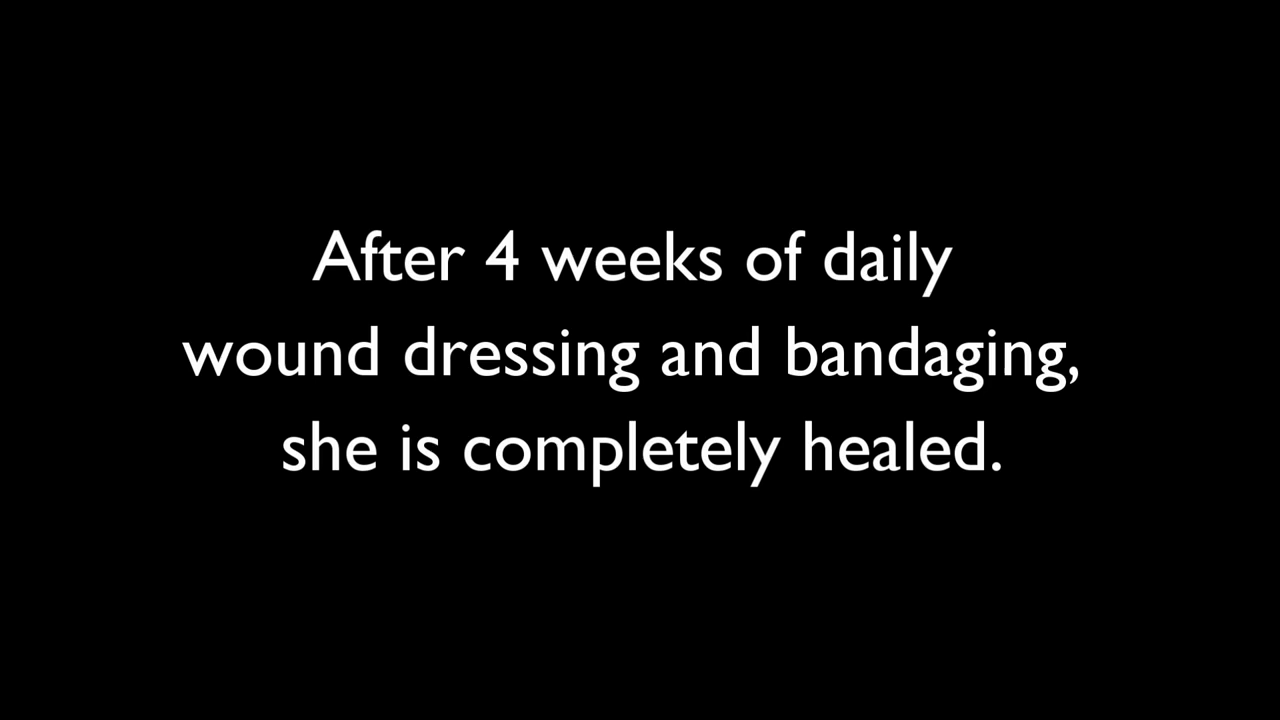 After 4 weeks of daily
wound dressing and bandaging,
she is completely healed.